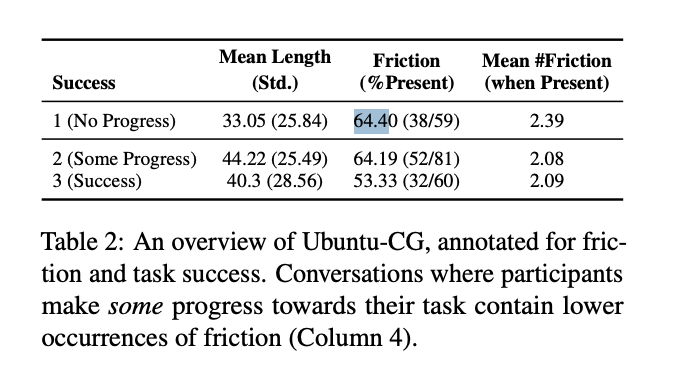 Success Mean Length (Std.) Friction (%Present) Mean #Friction (when Present)
1 (No Progress) 33.05 (25.84) 64.40 (38/59) 2.39
2 (Some Progress) 44.22 (25.49) 64.19 (52/81) 2.08
3 (Success) 40.3 (28.56) 53.33 (32/60) 2.09
Table 2: An overview of Ubuntu-CG, annotated for fric-
tion and task success. Conversations where participants
make some progress towards their task contain lower
occurrences of friction (Column 4).